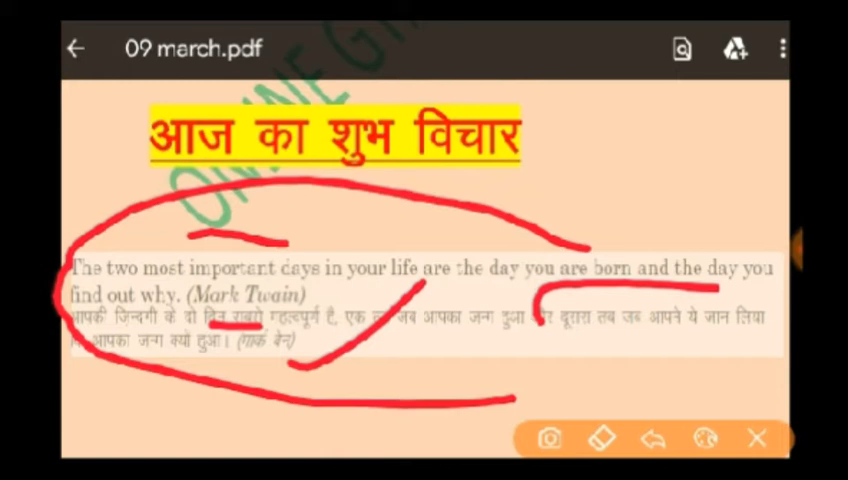 09 march.pdf
आज का शुभ विचार
The two most important days in your life are the day you are born and the day you
find out why. (Mark Twain)
आपकी ज़िन्दगी के दो दिन सबसे महत्वपूर्ण है, एक जब आपका जन्म हुआ और दूसरा तब जब आपने ये जान लिया
आपका जन्म क्यों हुआ। (मार्क ट्वेन)